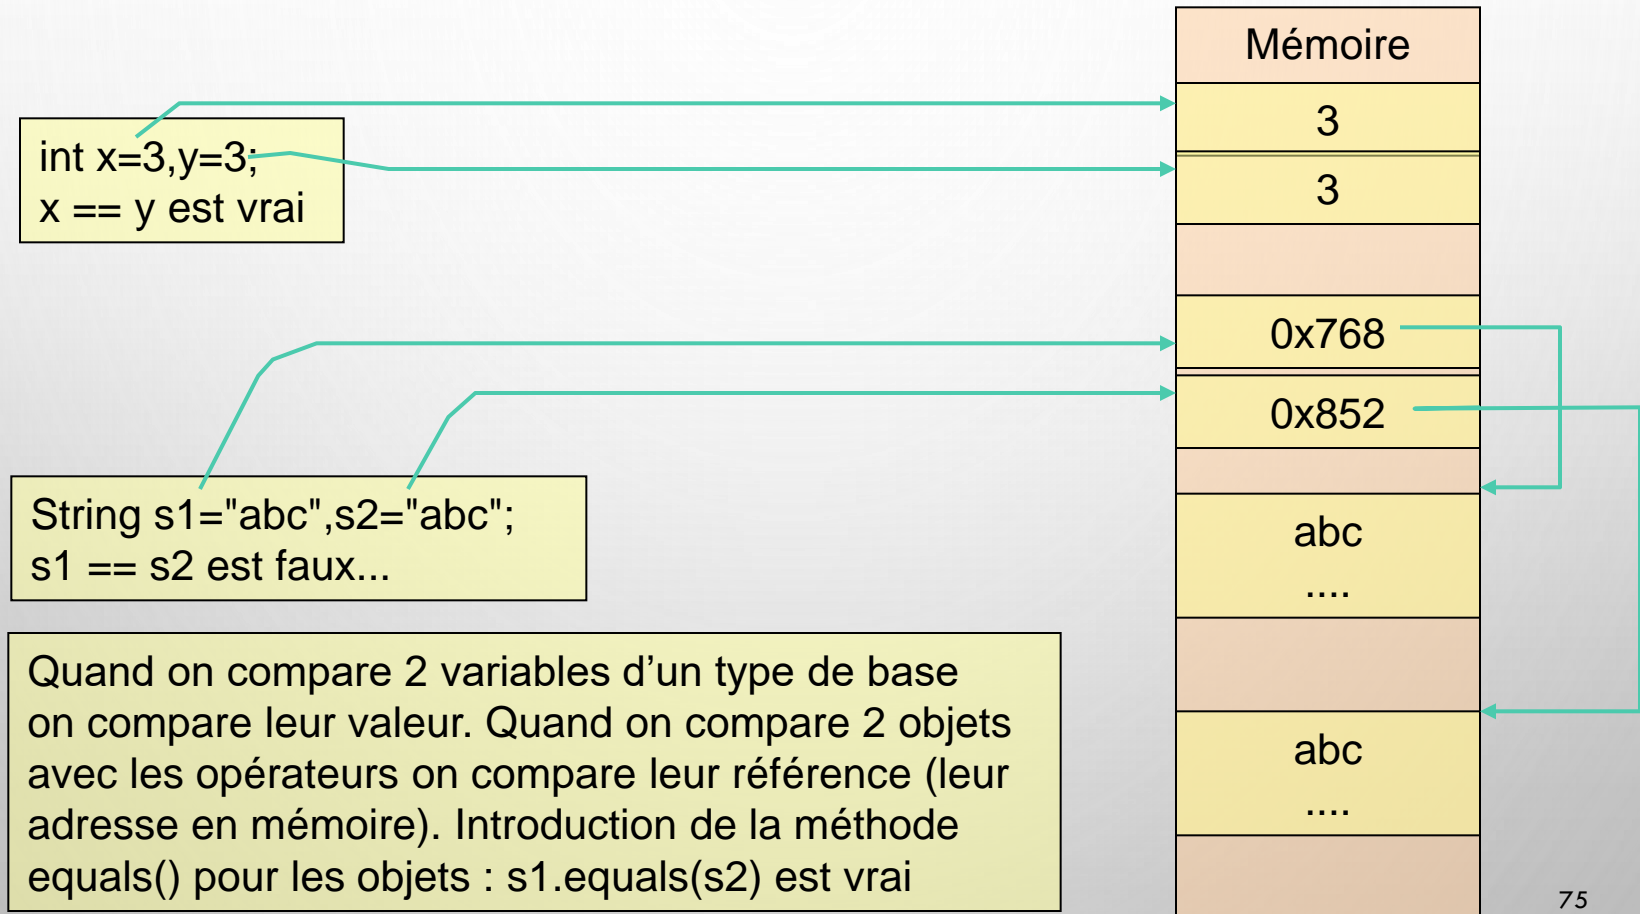 Mémoire
int x=3,y=3;
x == y est vrai
3
3
0x768
0x852
String s1="abc",s2="abc";
s1 == s2 est faux...
abc
....
abc
....
Quand on compare 2 variables d’un type de base
on compare leur valeur. Quand on compare 2 objets
avec les opérateurs on compare leur référence (leur
adresse en mémoire). Introduction de la méthode
equals() pour les objets : s1.equals(s2) est vrai
75